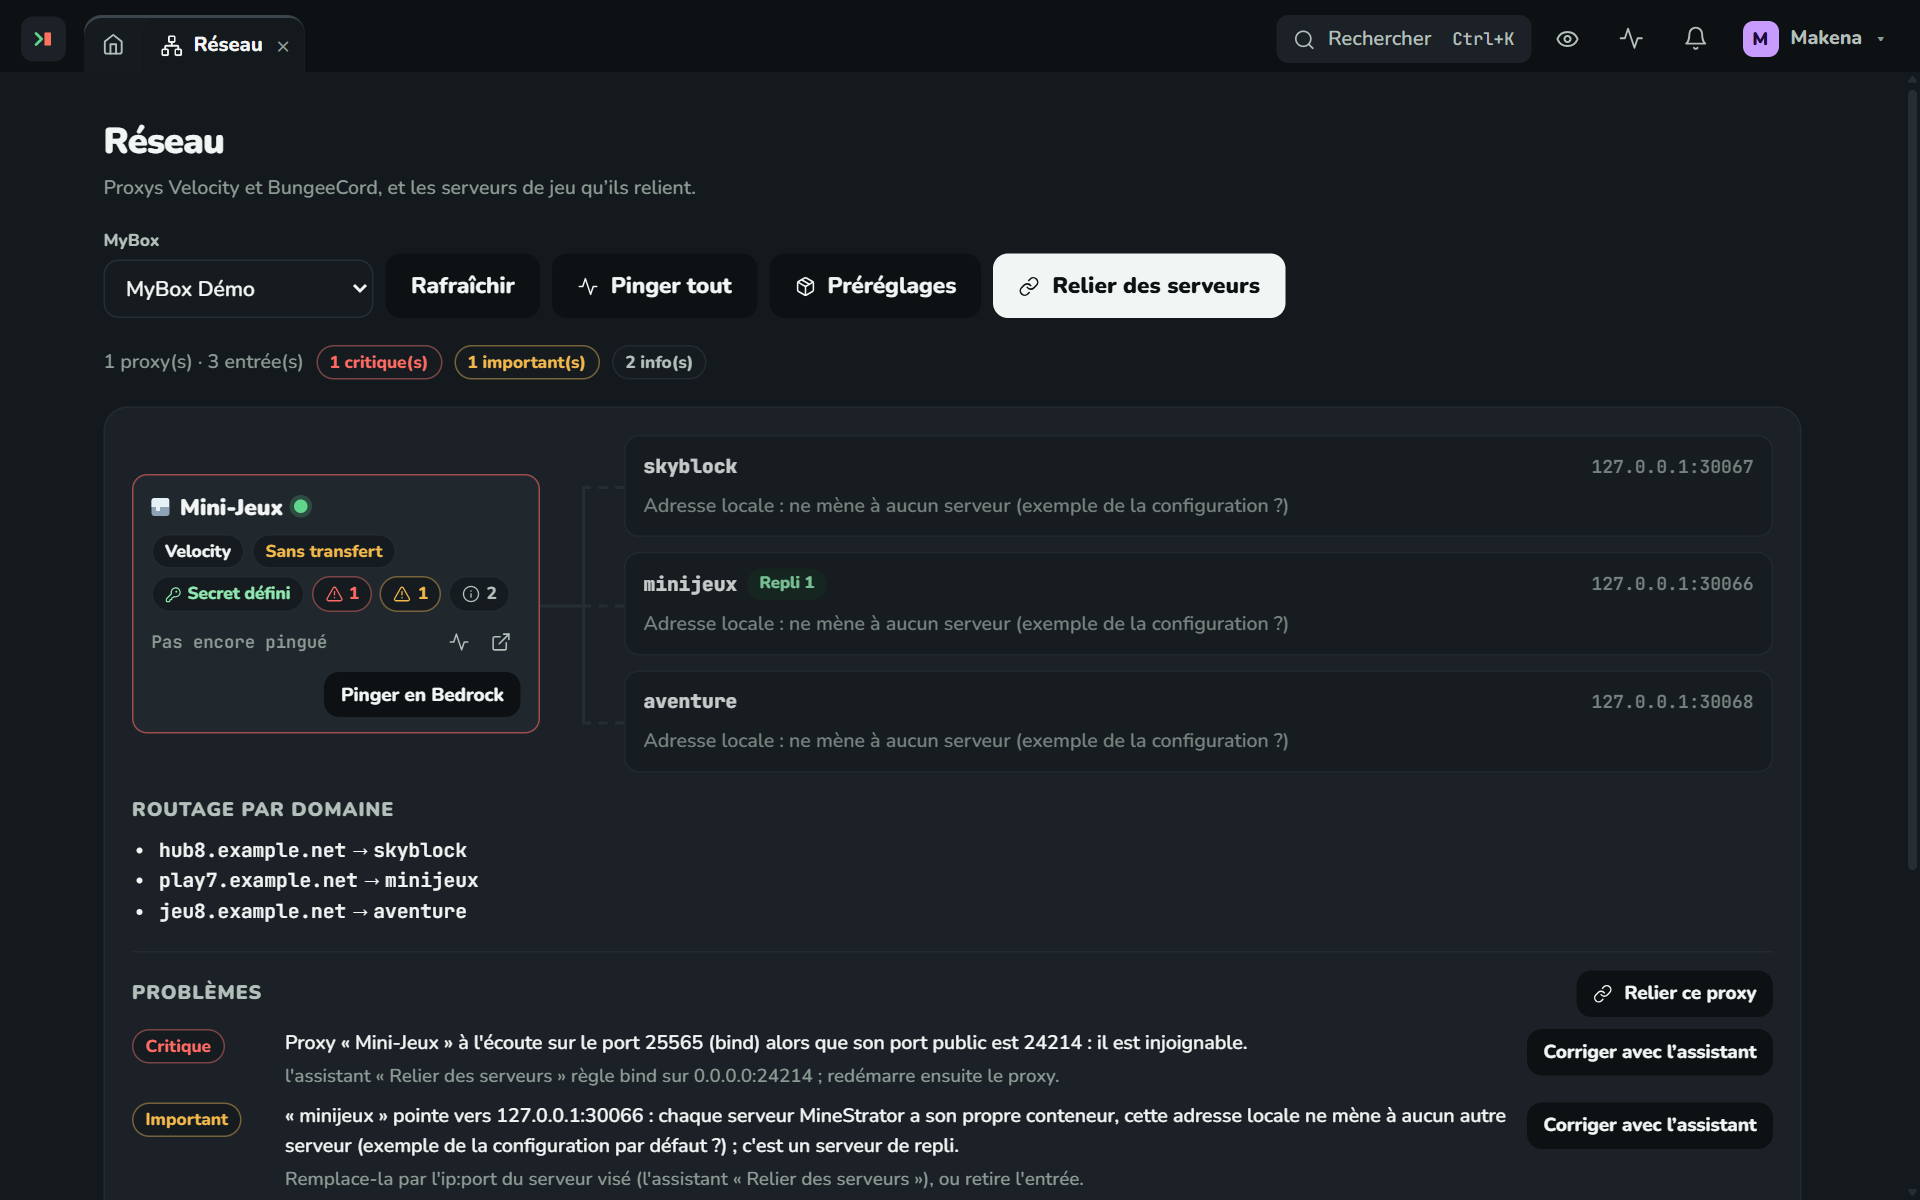 Réseau
Rechercher Ctrl+K
M Makena
Réseau
Proxys Velocity et BungeeCord, et les serveurs de jeu qu’ils relient.
MyBox
MyBox Démo
Rafraîchir
Pinger tout
Préréglages
Relier des serveurs
1 proxy(s) · 3 entrée(s)
1 critique(s)
1 important(s)
2 info(s)
Mini-Jeux
Velocity
Sans transfert
Secret défini
1
1
2
Pas encore pingué
Pinger en Bedrock
skyblock
127.0.0.1:30067
Adresse locale : ne mène à aucun serveur (exemple de la configuration ?)
minijeux
Repli 1
127.0.0.1:30066
Adresse locale : ne mène à aucun serveur (exemple de la configuration ?)
aventure
127.0.0.1:30068
Adresse locale : ne mène à aucun serveur (exemple de la configuration ?)
ROUTAGE PAR DOMAINE
• hub8.example.net → skyblock
• play7.example.net → minijeux
• jeu8.example.net → aventure
PROBLÈMES
Relier ce proxy
Critique
Proxy « Mini-Jeux » à l'écoute sur le port 25565 (bind) alors que son port public est 24214 : il est injoignable.
l'assistant « Relier des serveurs » règle bind sur 0.0.0.0:24214 ; redémarre ensuite le proxy.
Corriger avec l’assistant
Important
« minijeux » pointe vers 127.0.0.1:30066 : chaque serveur MineStrator a son propre conteneur, cette adresse locale ne mène à aucun autre
serveur (exemple de la configuration par défaut ?) ; c'est un serveur de repli.
Remplace-la par l'ip:port du serveur visé (l'assistant « Relier des serveurs »), ou retire l'entrée.
Corriger avec l’assistant